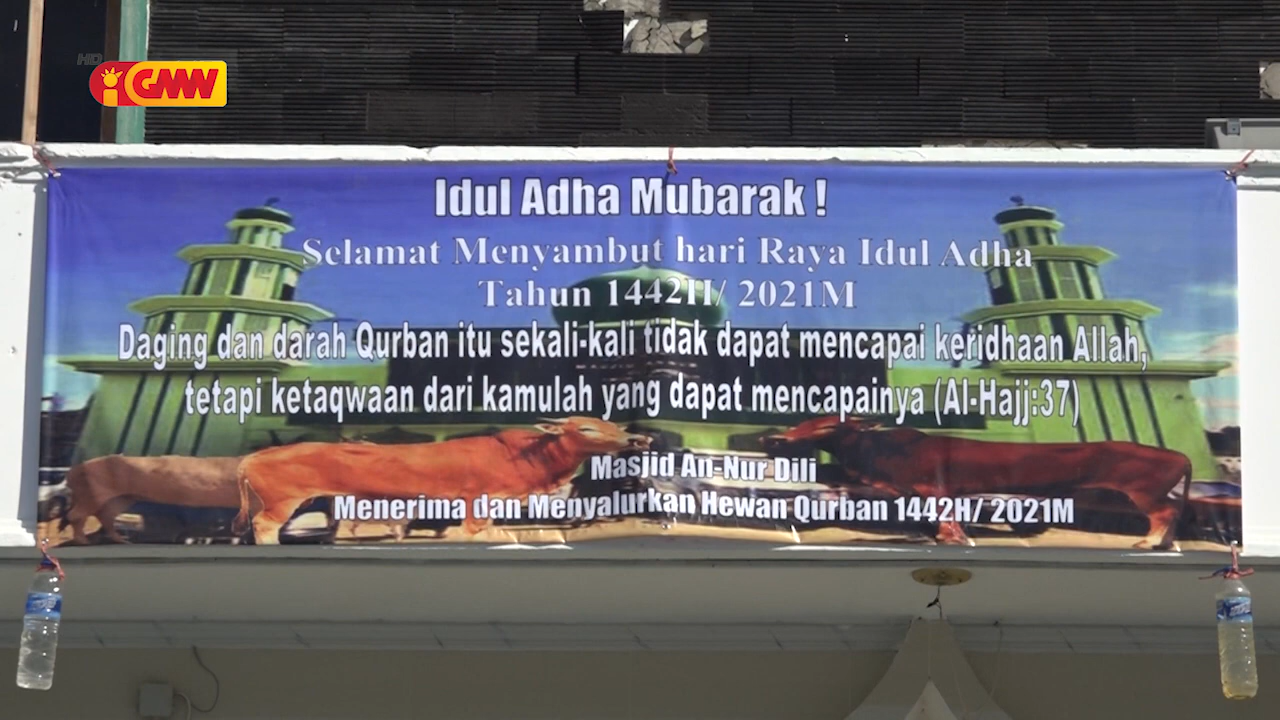 HD
GMW
Idul Adha Mubarak !
Selamat Menyambut hari Raya Idul Adha
Tahun 1442H/ 2021M
Daging dan darah Qurban itu sekali-kali tidak dapat mencapai keridhaan Allah,
tetapi ketaqwaan dari kamulah yang dapat mencapainya (Al-Hajj:37)
Masjid An-Nur Dili
Menerima dan Menyalurkan Hewan Qurban 1442H/ 2021M